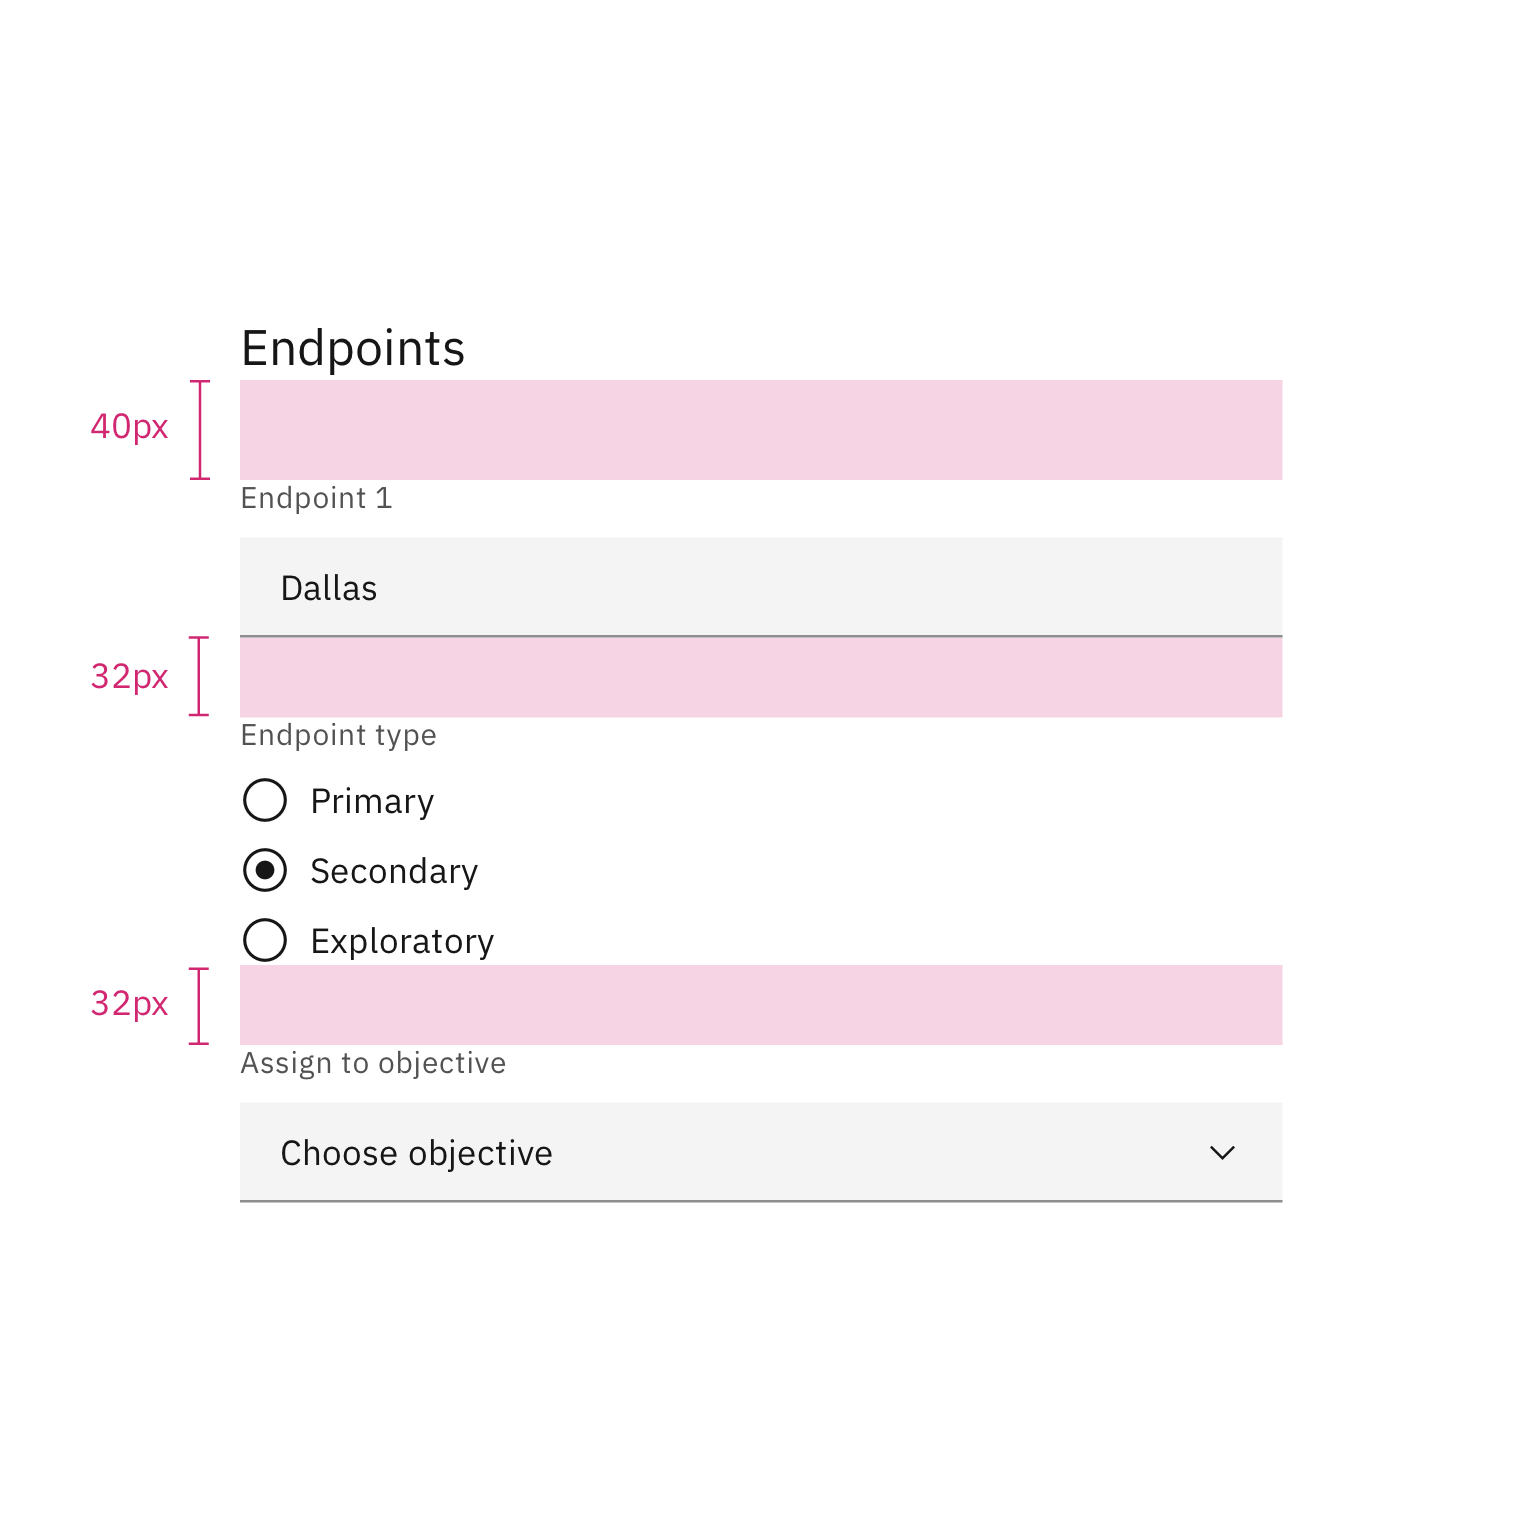 Endpoints
40px
Endpoint 1
Dallas
32px
Endpoint type
Primary
Secondary
Exploratory
32px
Assign to objective
Choose objective